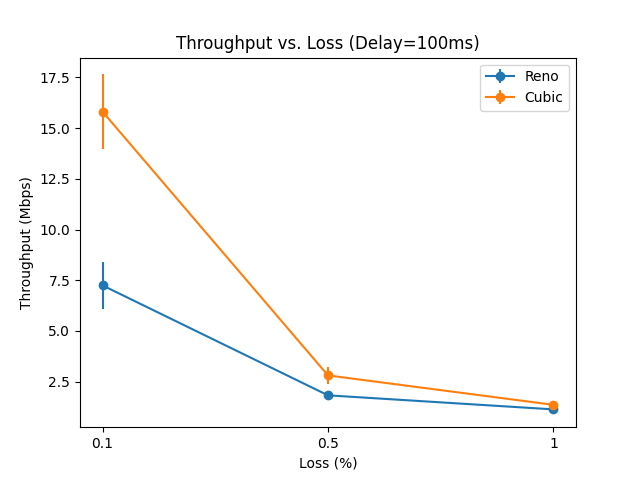 Throughput vs. Loss (Delay=100ms)
Reno
Cubic
Throughput (Mbps)
17.5
15.0
12.5
10.0
7.5
5.0
2.5
0.1
0.5
1
Loss (%)